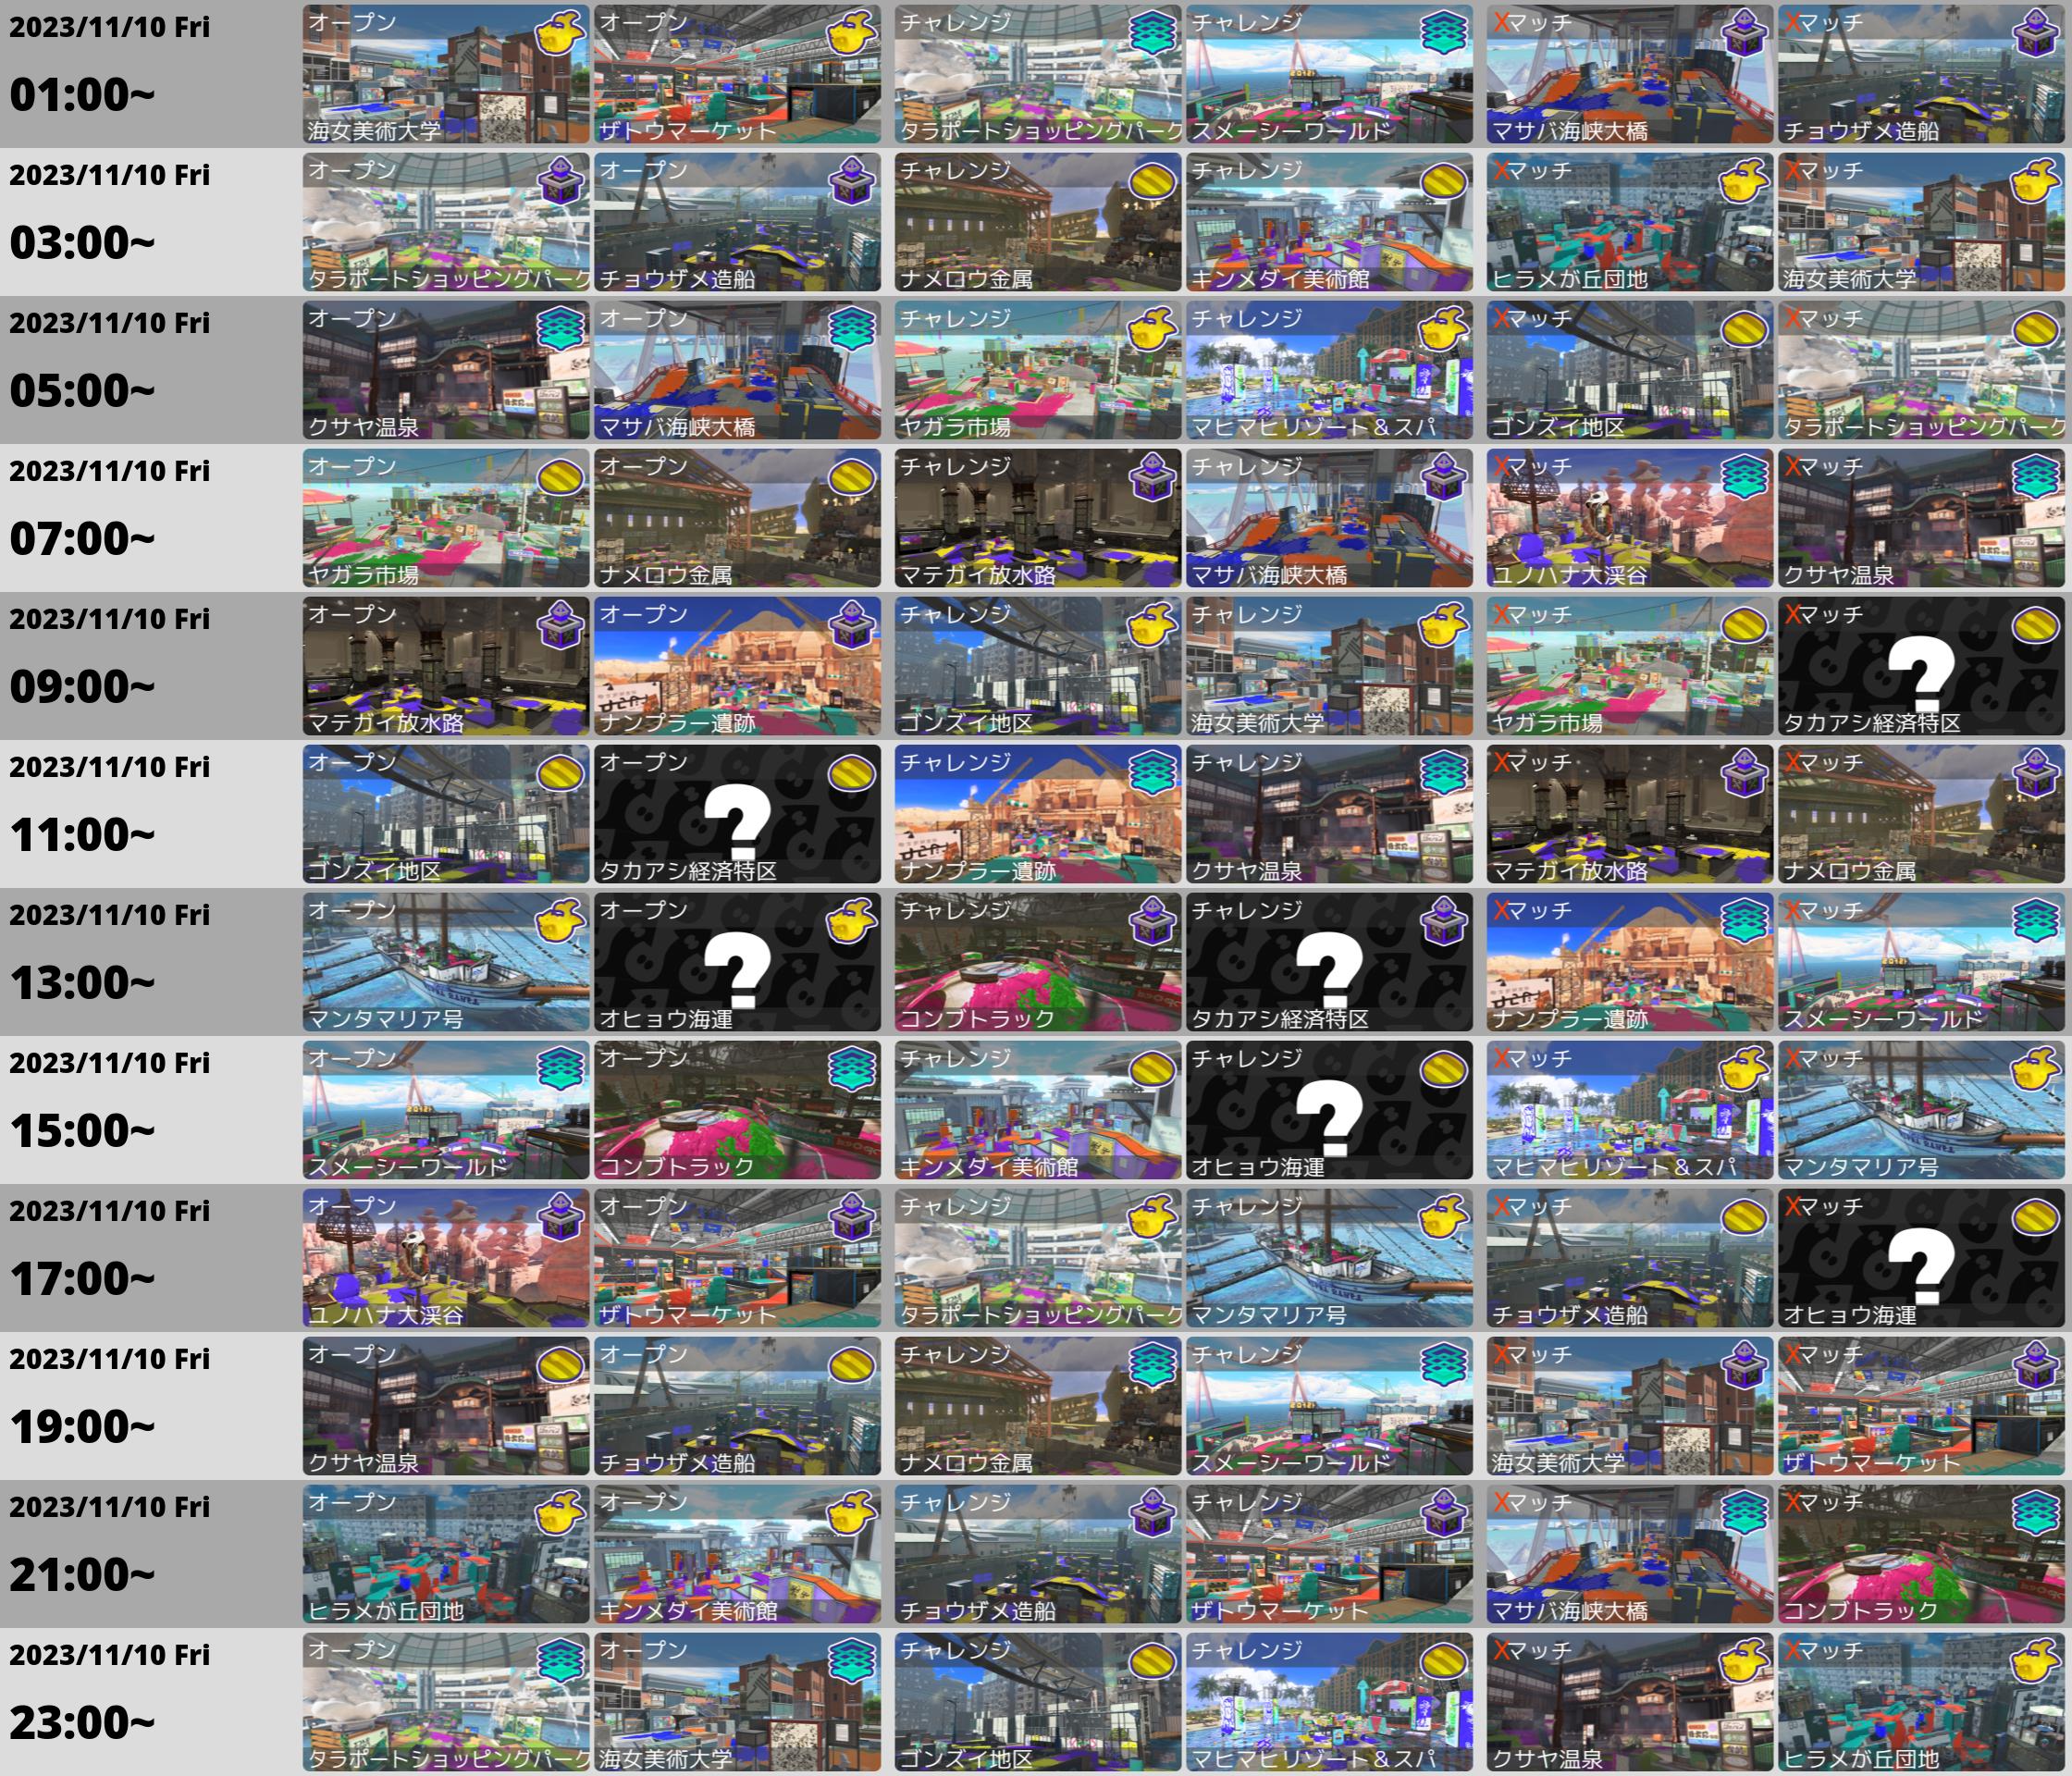 2023/11/10 Fri
01:00~
オープン オープン チャレンジ チャレンジ Xマッチ Xマッチ
海女美術大学 ザトウマーケット タラポートショッピングパーク スメーシーワールド マサバ海峡大橋 チョウザメ造船
2023/11/10 Fri
03:00~
オープン オープン チャレンジ チャレンジ Xマッチ Xマッチ
タラポートショッピングパーク チョウザメ造船 ナメロウ金属 キンメダイ美術館 ヒラメが丘団地 海女美術大学
2023/11/10 Fri
05:00~
オープン オープン チャレンジ チャレンジ Xマッチ Xマッチ
クサヤ温泉 マサバ海峡大橋 ヤガラ市場 マヒマヒリゾート＆スパ ゴンズイ地区 タラポートショッピングパーク
2023/11/10 Fri
07:00~
オープン オープン チャレンジ チャレンジ Xマッチ Xマッチ
ヤガラ市場 ナメロウ金属 マテガイ放水路 マサバ海峡大橋 ユノハナ大渓谷 クサヤ温泉
2023/11/10 Fri
09:00~
オープン オープン チャレンジ チャレンジ Xマッチ Xマッチ
?
マテガイ放水路 ナンプラー遺跡 ゴンズイ地区 海女美術大学 ヤガラ市場 タカアシ経済特区
2023/11/10 Fri
11:00~
オープン オープン チャレンジ チャレンジ Xマッチ Xマッチ
?
ゴンズイ地区 タカアシ経済特区 ナンプラー遺跡 クサヤ温泉 マテガイ放水路 ナメロウ金属
2023/11/10 Fri
13:00~
オープン オープン チャレンジ チャレンジ Xマッチ Xマッチ
? ?
マンタマリア号 オヒョウ海運 コンブトラック タカアシ経済特区 ナンプラー遺跡 スメーシーワールド
2023/11/10 Fri
15:00~
オープン オープン チャレンジ チャレンジ Xマッチ Xマッチ
?
スメーシーワールド コンブトラック キンメダイ美術館 オヒョウ海運 マヒマヒリゾート＆スパ マンタマリア号
2023/11/10 Fri
17:00~
オープン オープン チャレンジ チャレンジ Xマッチ Xマッチ
?
ユノハナ大渓谷 ザトウマーケット タラポートショッピングパーク マンタマリア号 チョウザメ造船 オヒョウ海運
2023/11/10 Fri
19:00~
オープン オープン チャレンジ チャレンジ Xマッチ Xマッチ
クサヤ温泉 チョウザメ造船 ナメロウ金属 スメーシーワールド 海女美術大学 ザトウマーケット
2023/11/10 Fri
21:00~
オープン オープン チャレンジ チャレンジ Xマッチ Xマッチ
ヒラメが丘団地 キンメダイ美術館 チョウザメ造船 ザトウマーケット マサバ海峡大橋 コンブトラック
2023/11/10 Fri
23:00~
オープン オープン チャレンジ チャレンジ Xマッチ Xマッチ
タラポートショッピングパーク 海女美術大学 ゴンズイ地区 マヒマヒリゾート＆スパ クサヤ温泉 ヒラメが丘団地